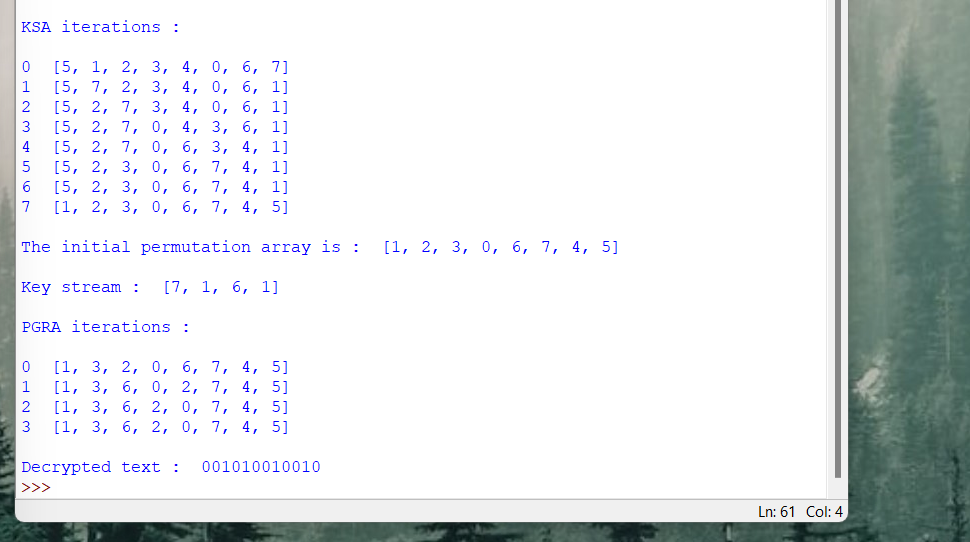 KSA iterations :
0 [5, 1, 2, 3, 4, 0, 6, 7]
1 [5, 7, 2, 3, 4, 0, 6, 1]
2 [5, 2, 7, 3, 4, 0, 6, 1]
3 [5, 2, 7, 0, 4, 3, 6, 1]
4 [5, 2, 7, 0, 6, 3, 4, 1]
5 [5, 2, 3, 0, 6, 7, 4, 1]
6 [5, 2, 3, 0, 6, 7, 4, 1]
7 [1, 2, 3, 0, 6, 7, 4, 5]
The initial permutation array is : [1, 2, 3, 0, 6, 7, 4, 5]
Key stream : [7, 1, 6, 1]
PGRA iterations :
0 [1, 3, 2, 0, 6, 7, 4, 5]
1 [1, 3, 6, 0, 2, 7, 4, 5]
2 [1, 3, 6, 2, 0, 7, 4, 5]
3 [1, 3, 6, 2, 0, 7, 4, 5]
Decrypted text : 001010010010
>>>
Ln: 61 Col: 4